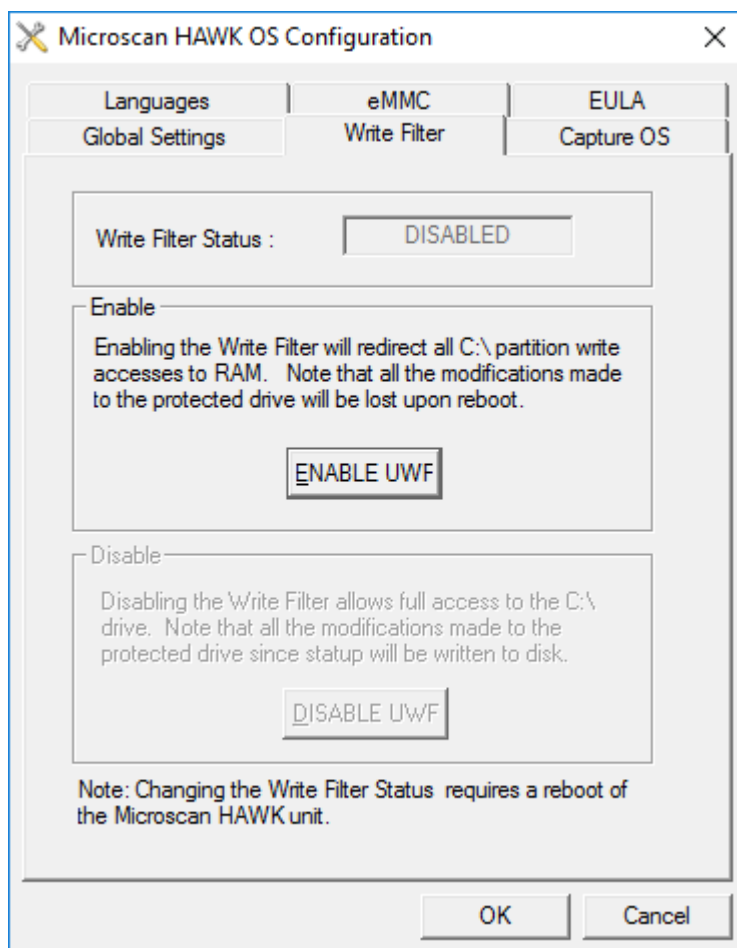 Microscan HAWK OS Configuration
Languages eMMC EULA
Global Settings Write Filter Capture OS
Write Filter Status : DISABLED
Enable
Enabling the Write Filter will redirect all C:\ partition write
accesses to RAM. Note that all the modifications made
to the protected drive will be lost upon reboot.
ENABLE UWF
Disable
Disabling the Write Filter allows full access to the C:\
drive. Note that all the modifications made to the
protected drive since statup will be written to disk.
DISABLE UWF
Note: Changing the Write Filter Status requires a reboot of
the Microscan HAWK unit.
OK Cancel